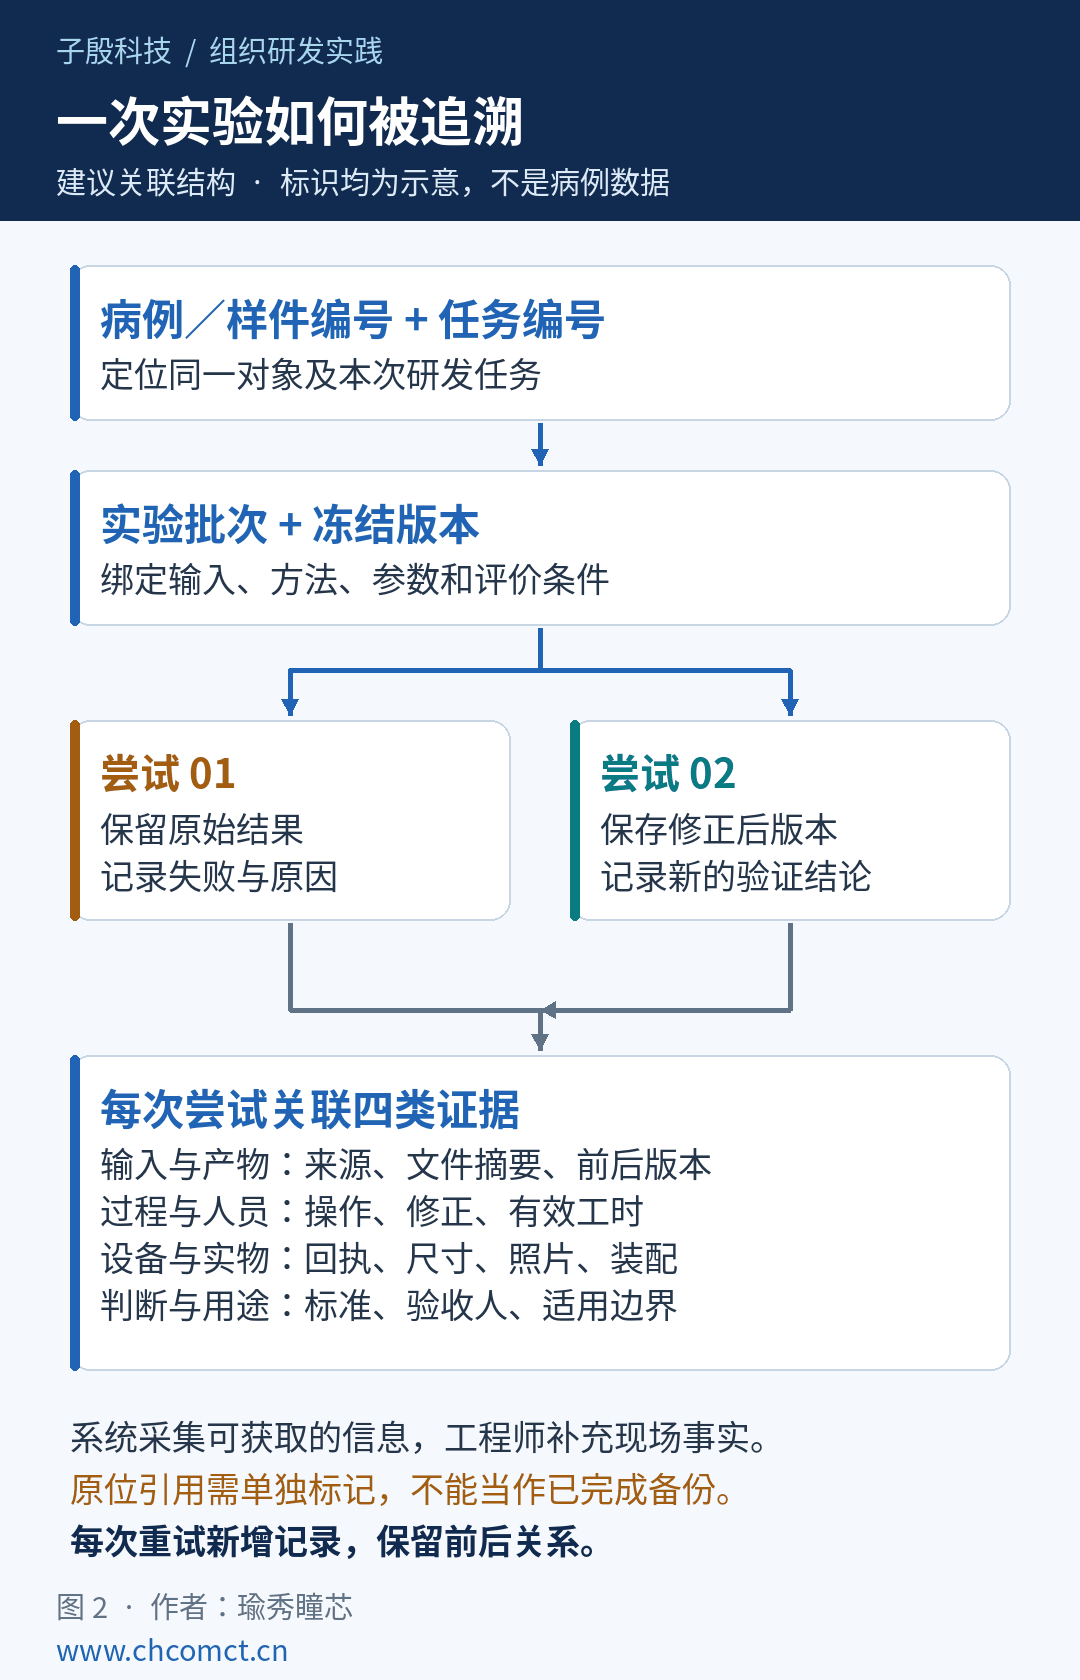 子殷科技 / 组织研发实践
一次实验如何被追溯
建议关联结构 · 标识均为示意，不是病例数据
病例／样件编号 + 任务编号
定位同一对象及本次研发任务
实验批次 + 冻结版本
绑定输入、方法、参数和评价条件
尝试 01
保留原始结果
记录失败与原因
尝试 02
保存修正后版本
记录新的验证结论
每次尝试关联四类证据
输入与产物：来源、文件摘要、前后版本
过程与人员：操作、修正、有效工时
设备与实物：回执、尺寸、照片、装配
判断与用途：标准、验收人、适用边界
系统采集可获取的信息，工程师补充现场事实。
原位引用需单独标记，不能当作已完成备份。
每次重试新增记录，保留前后关系。
图 2 · 作者：瑜秀瞳芯
www.chcomct.cn